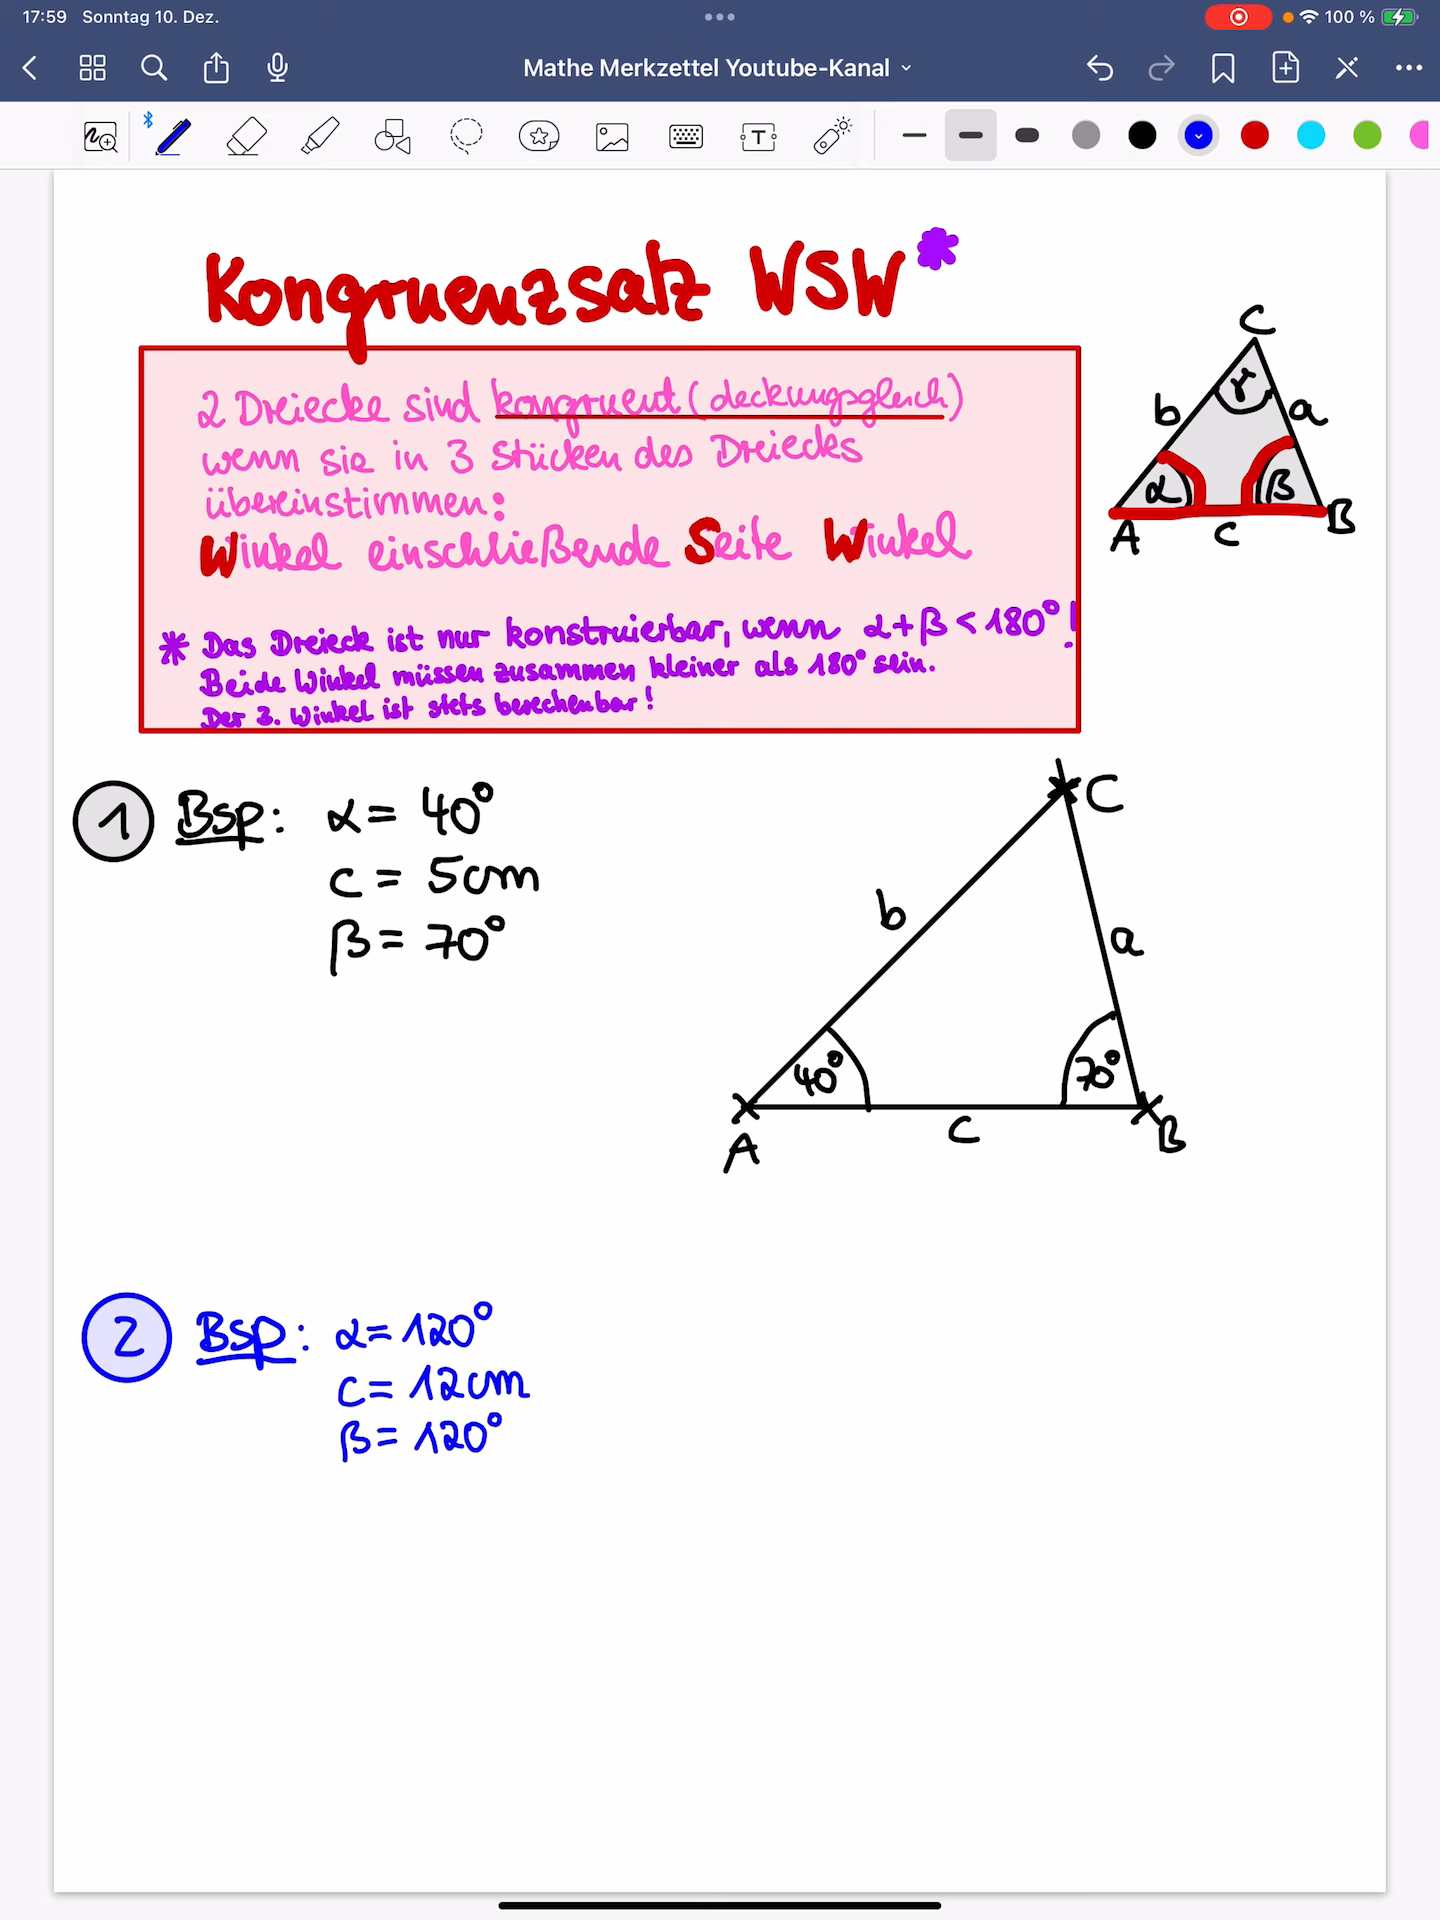 17:59 Sonntag 10. Dez.
100 %
Mathe Merkzettel Youtube-Kanal
T
Kongruenzsatz WSW*
2 Dreiecke sind kongruent (deckungsgleich)
wenn sie in 3 Stücken des Dreiecks
übereinstimmen:
Winkel einschließende Seite Winkel
* Das Dreieck ist nur konstruierbar, wenn α+β<180°!
Beide Winkel müssen zusammen kleiner als 180° sein.
Der 3. Winkel ist stets berechenbar!
C
γ
b
a
α
β
A
c
B
1 Bsp: α = 40°
c = 5cm
β = 70°
C
b
a
40°
70°
A
c
B
2 Bsp: α = 120°
c = 12cm
β = 120°